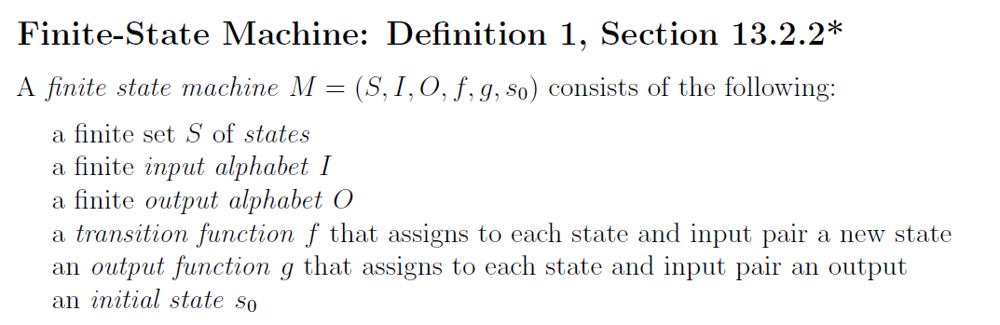 Finite-State Machine: Definition 1, Section 13.2.2*
A finite state machine M = (S, I, O, f, g, s₀) consists of the following:
a finite set S of states
a finite input alphabet I
a finite output alphabet O
a transition function f that assigns to each state and input pair a new state
an output function g that assigns to each state and input pair an output
an initial state s₀